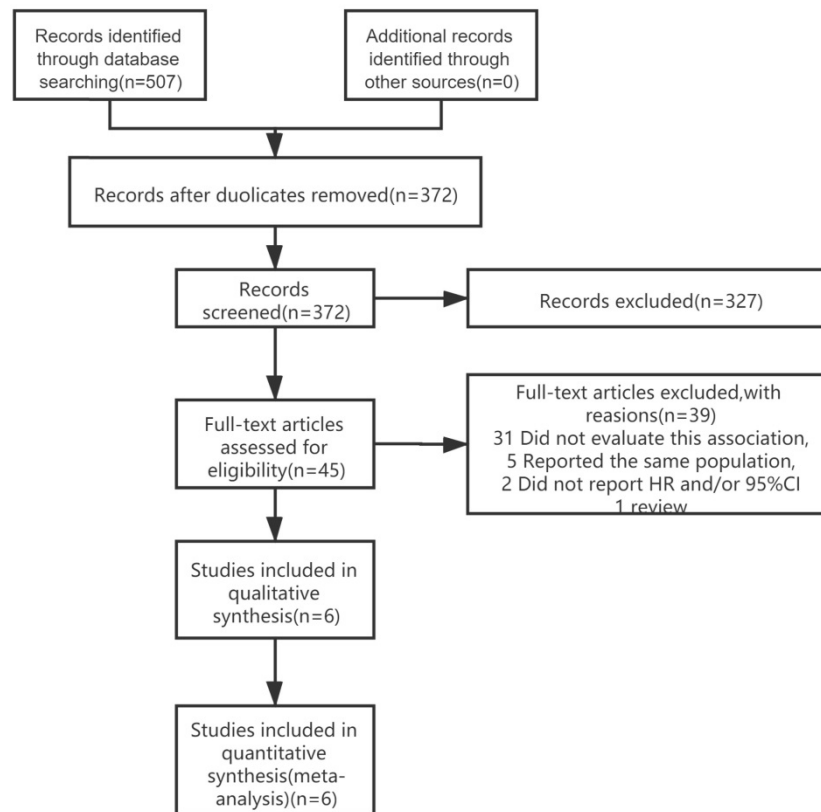 Records identified
through database
searching(n=507)
Additional records
identified through
other sources(n=0)
Records after duolicates removed(n=372)
Records
screened(n=372)
Records excluded(n=327)
Full-text articles
assessed for
eligibility(n=45)
Full-text articles excluded,with
reasons(n=39)
31 Did not evaluate this association,
5 Reported the same population,
2 Did not report HR and/or 95%CI
1 review
Studies included in
qualitative
synthesis(n=6)
Studies included in
quantitative
synthesis(meta-
analysis)(n=6)